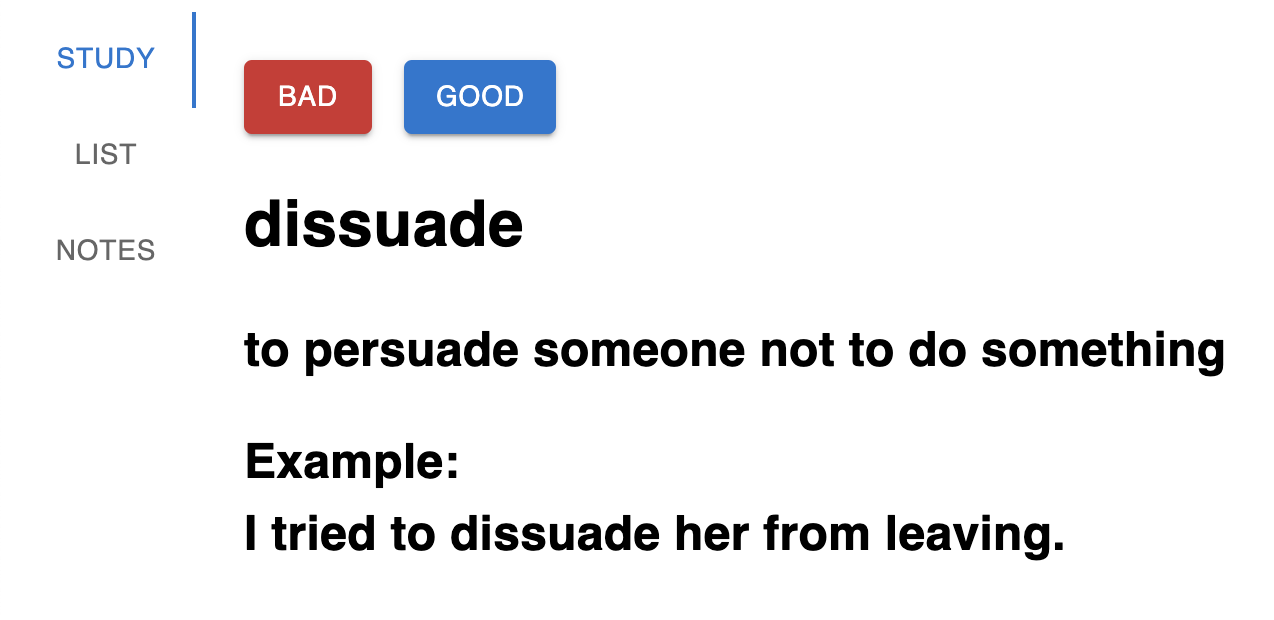 STUDY
LIST
NOTES
BAD
GOOD
dissuade
to persuade someone not to do something
Example:
I tried to dissuade her from leaving.